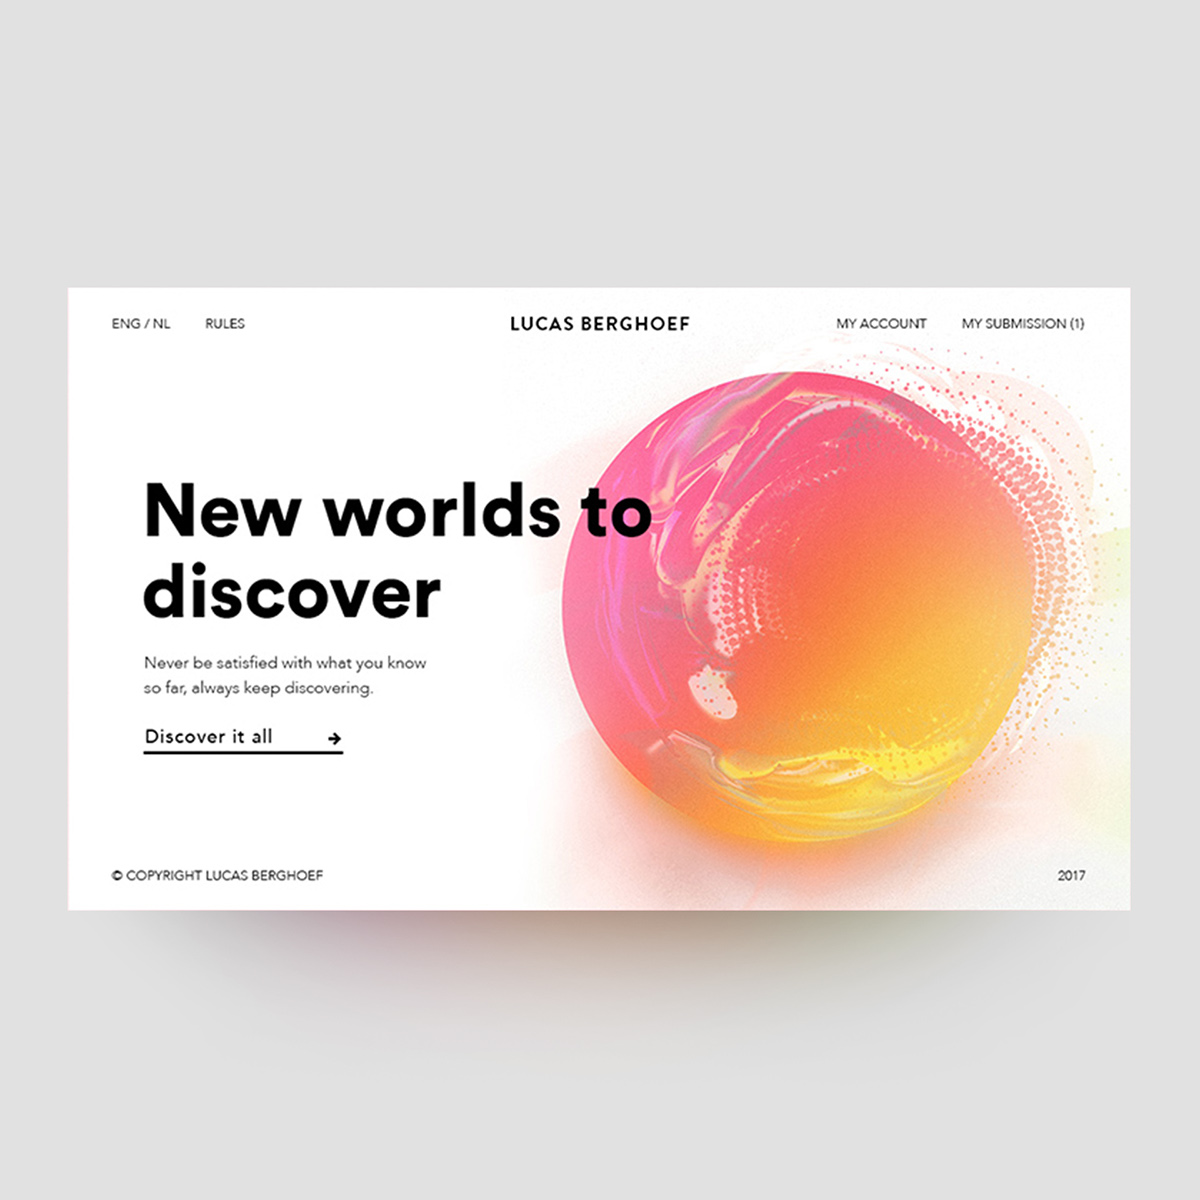 ENG / NL
RULES
LUCAS BERGHOEF
MY ACCOUNT
MY SUBMISSION (1)
New worlds to
discover
Never be satisfied with what you know
so far, always keep discovering.
Discover it all
© COPYRIGHT LUCAS BERGHOEF
2017